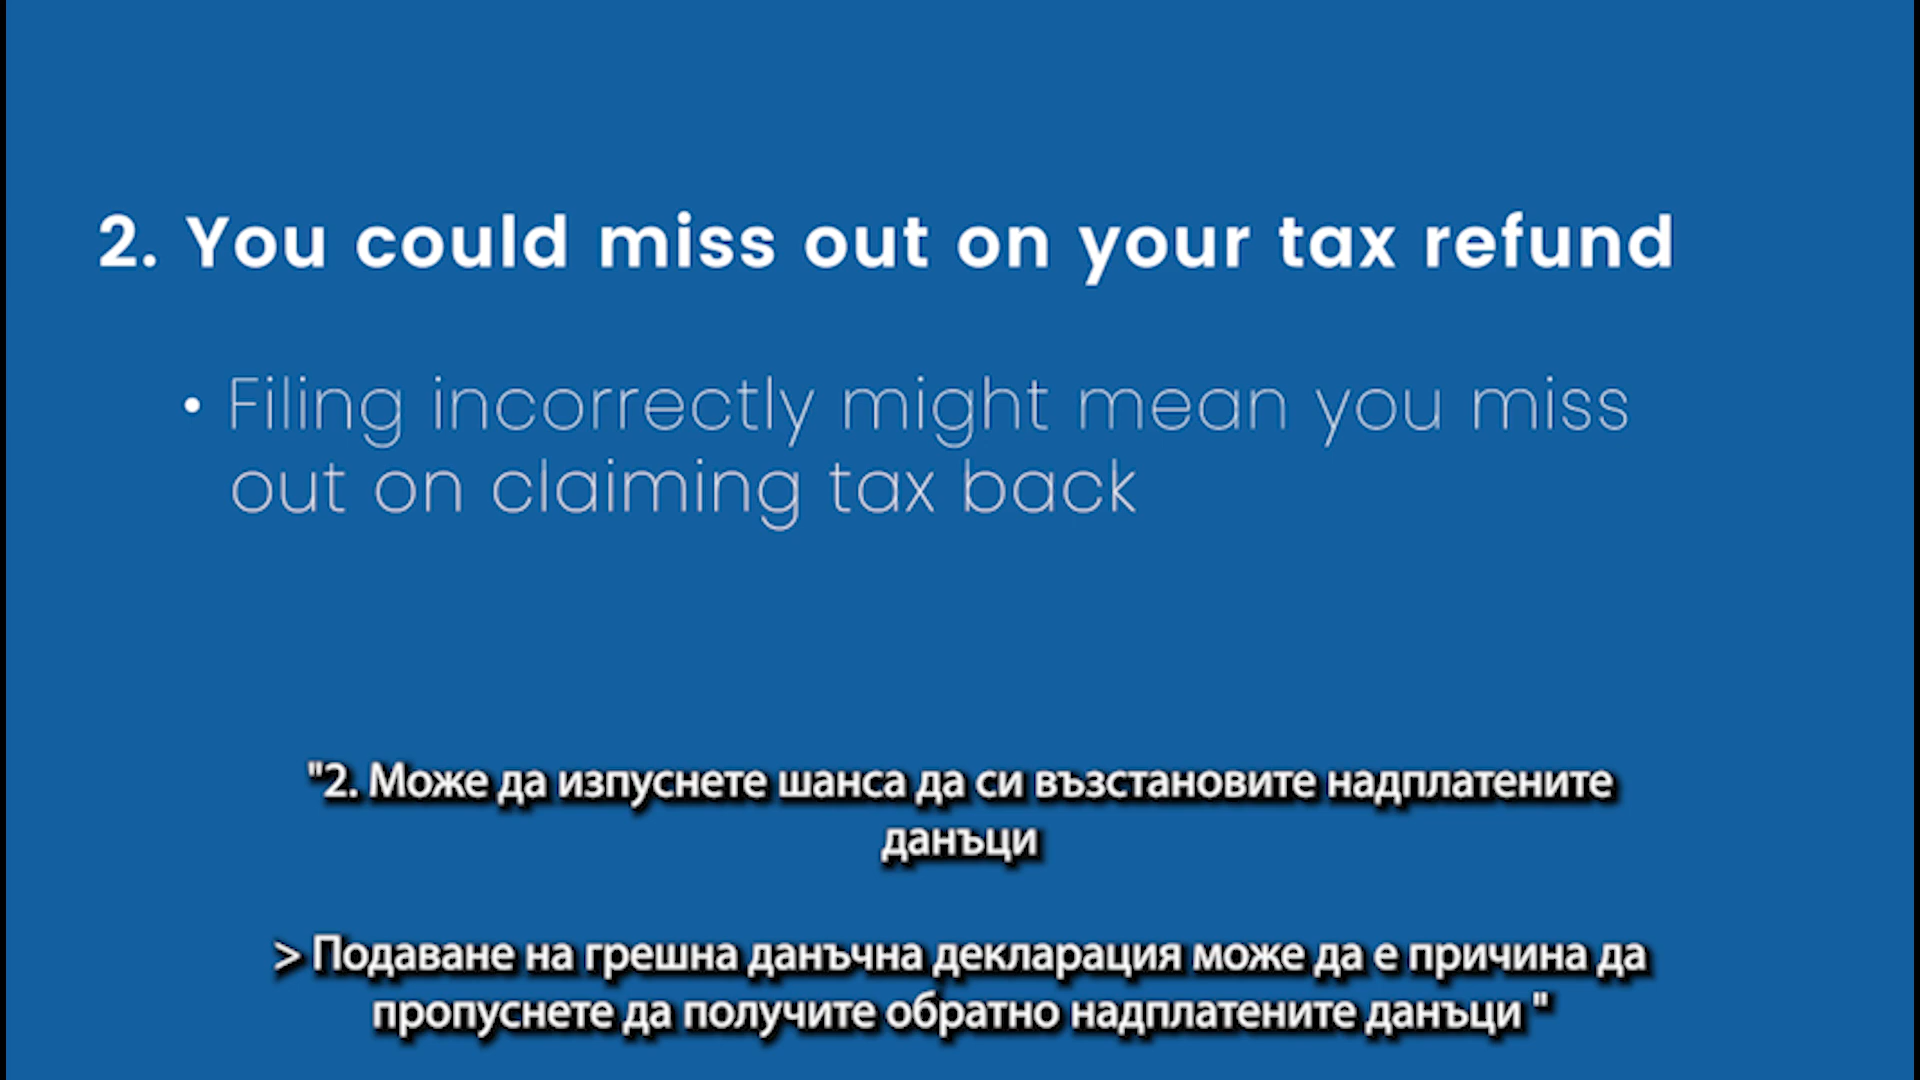 2. You could miss out on your tax refund
• Filing incorrectly might mean you miss
out on claiming tax back
"2. Може да изпуснете шанса да си възстановите надплатените
данъци
> Подаване на грешна данъчна декларация може да е причина да
пропуснете да получите обратно надплатените данъци "